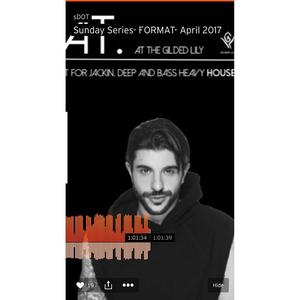 sDOT
Sunday Series- FORMAT- April 2017
ÄT.
AT THE GILDED LILY
T FOR JACKIN, DEEP AND BASS HEAVY HOUSE
1:01:34 | 1:01:39
19
Hide